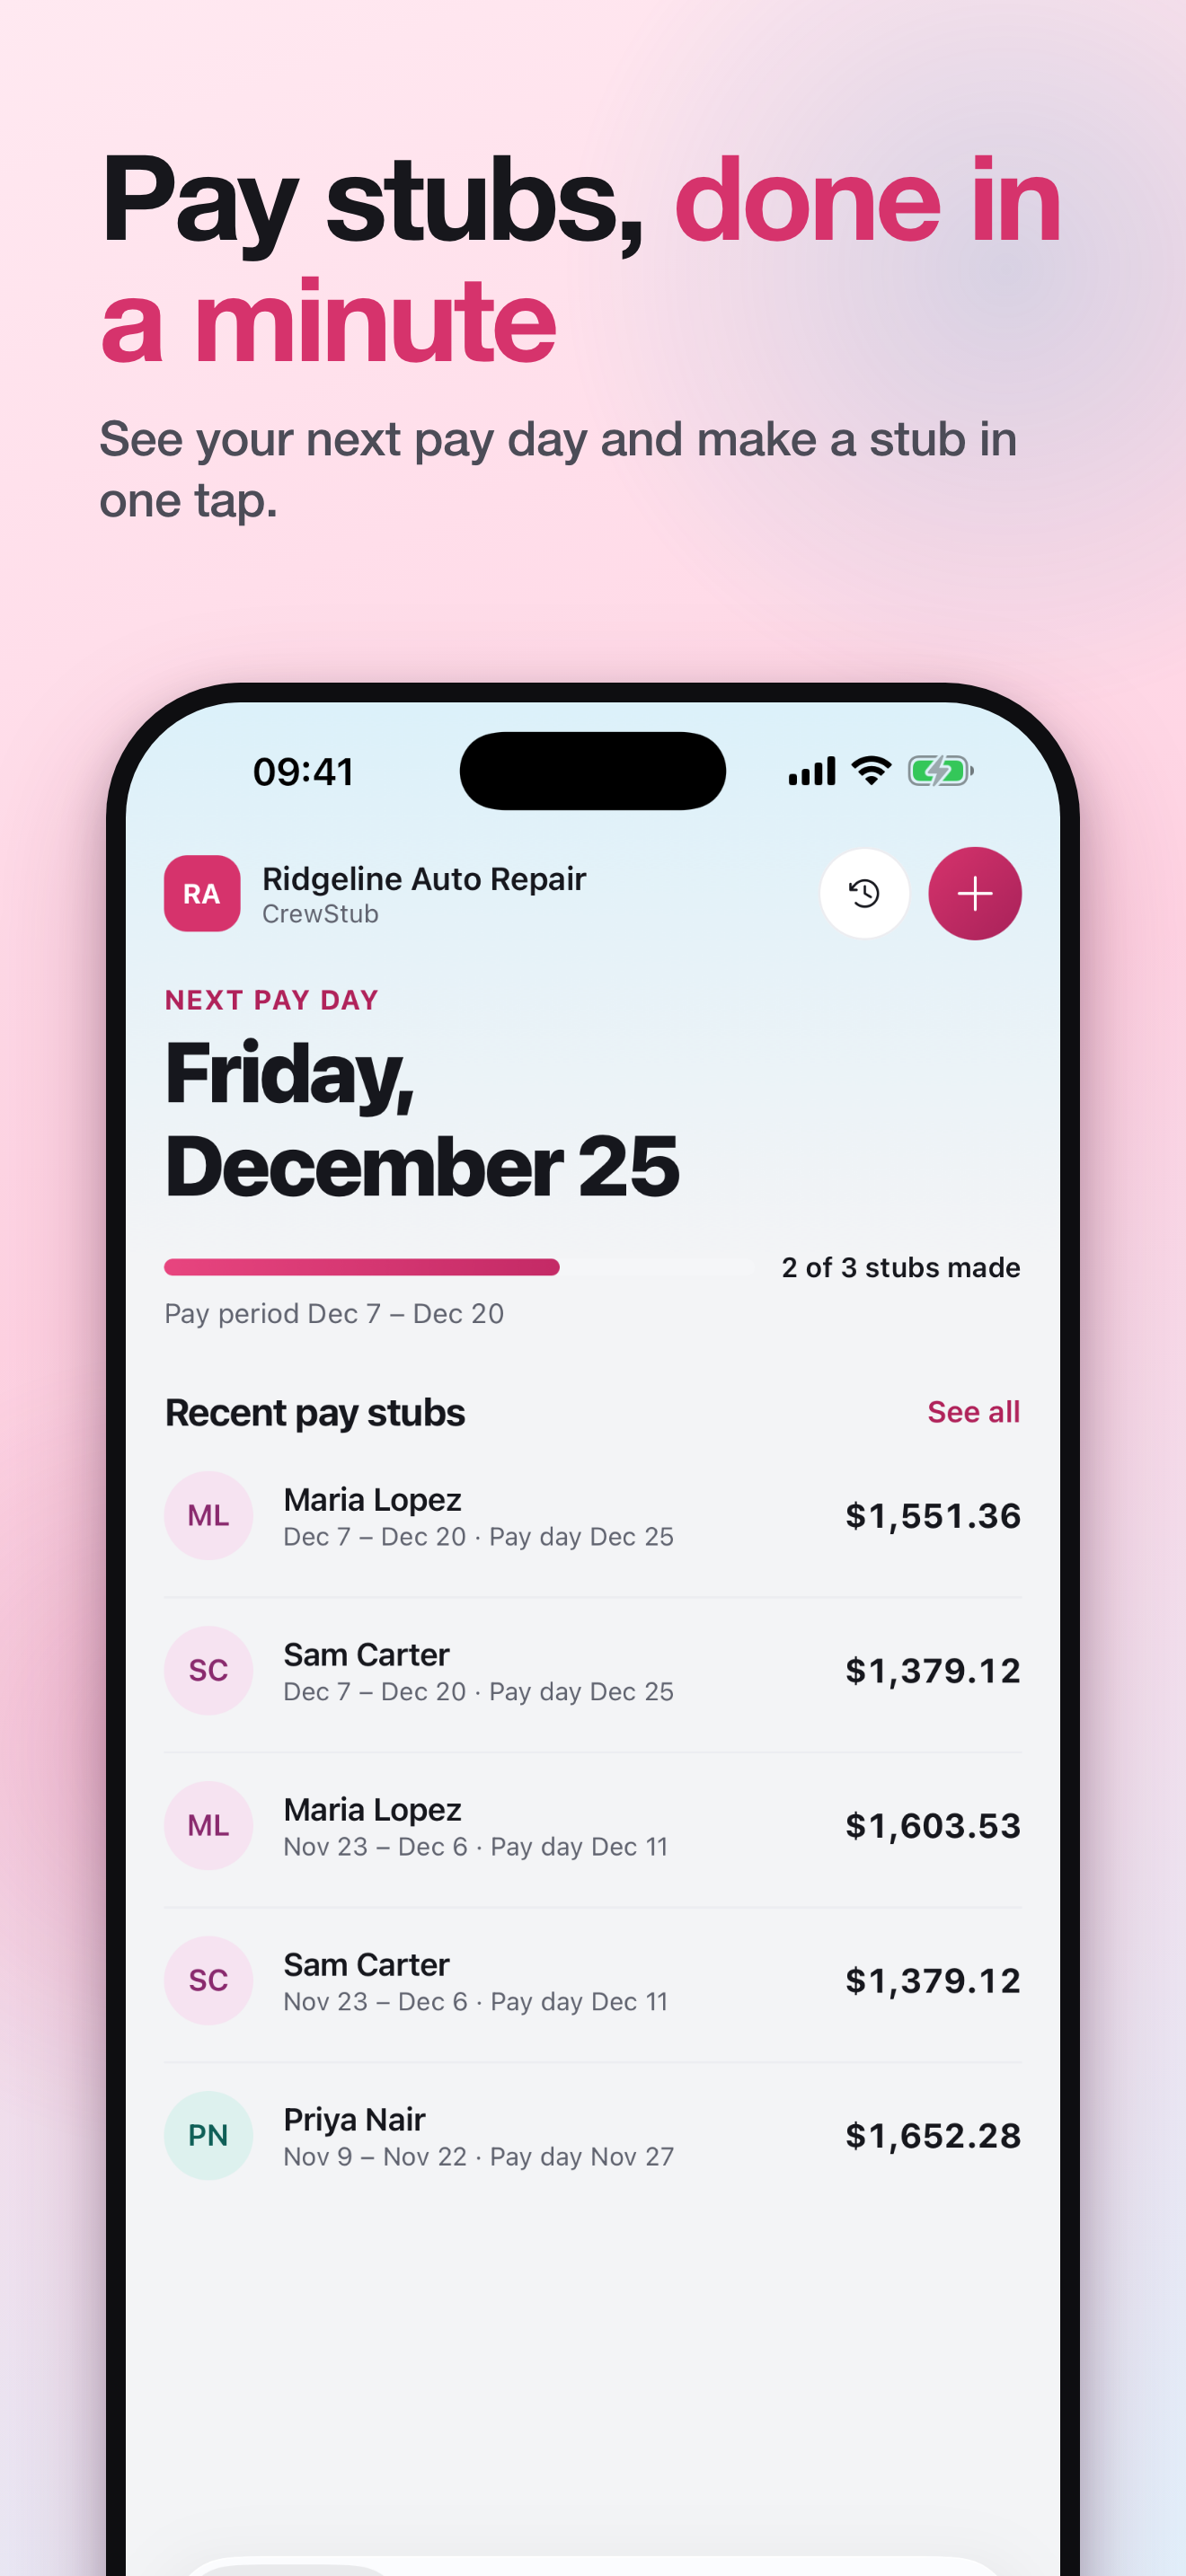 Pay stubs, done in
a minute
See your next pay day and make a stub in
one tap.
09:41
RA
Ridgeline Auto Repair
CrewStub
NEXT PAY DAY
Friday,
December 25
2 of 3 stubs made
Pay period Dec 7 – Dec 20
Recent pay stubs
See all
ML
Maria Lopez
Dec 7 – Dec 20 · Pay day Dec 25
$1,551.36
SC
Sam Carter
Dec 7 – Dec 20 · Pay day Dec 25
$1,379.12
ML
Maria Lopez
Nov 23 – Dec 6 · Pay day Dec 11
$1,603.53
SC
Sam Carter
Nov 23 – Dec 6 · Pay day Dec 11
$1,379.12
PN
Priya Nair
Nov 9 – Nov 22 · Pay day Nov 27
$1,652.28